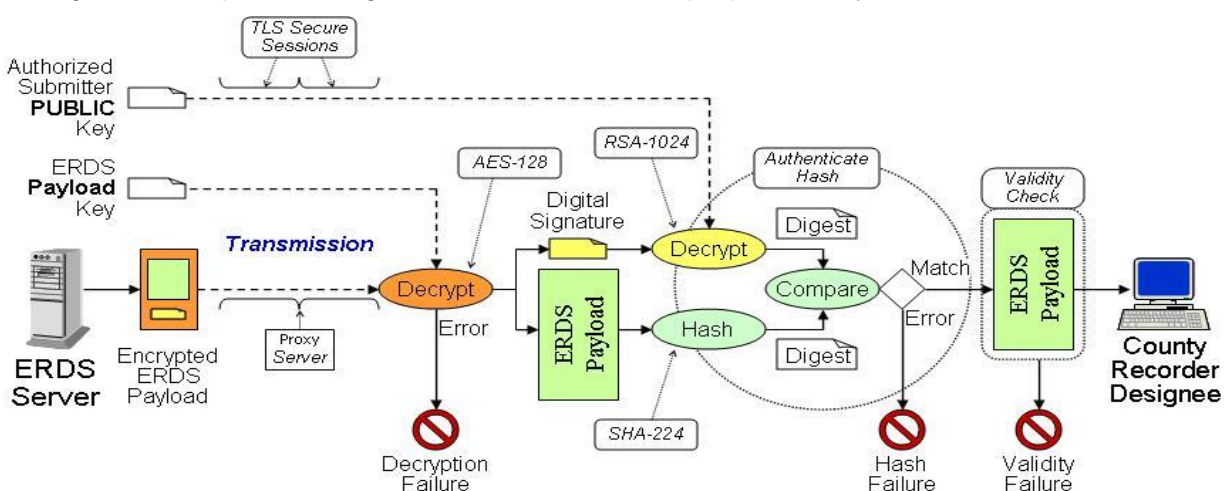 TLS Secure
Sessions
Authorized
Submitter
PUBLIC
Key
ERDS
Payload
Key
AES-128
RSA-1024
Authenticate
Hash
Validity
Check
Digital
Signature
Digest
Transmission
Decrypt
Decrypt
Match
Compare
Error
Error
Hash
Digest
ERDS
Payload
ERDS
Payload
Proxy
Server
ERDS
Server
Encrypted
ERDS
Payload
County
Recorder
Designee
SHA-224
Decryption
Failure
Hash
Failure
Validity
Failure